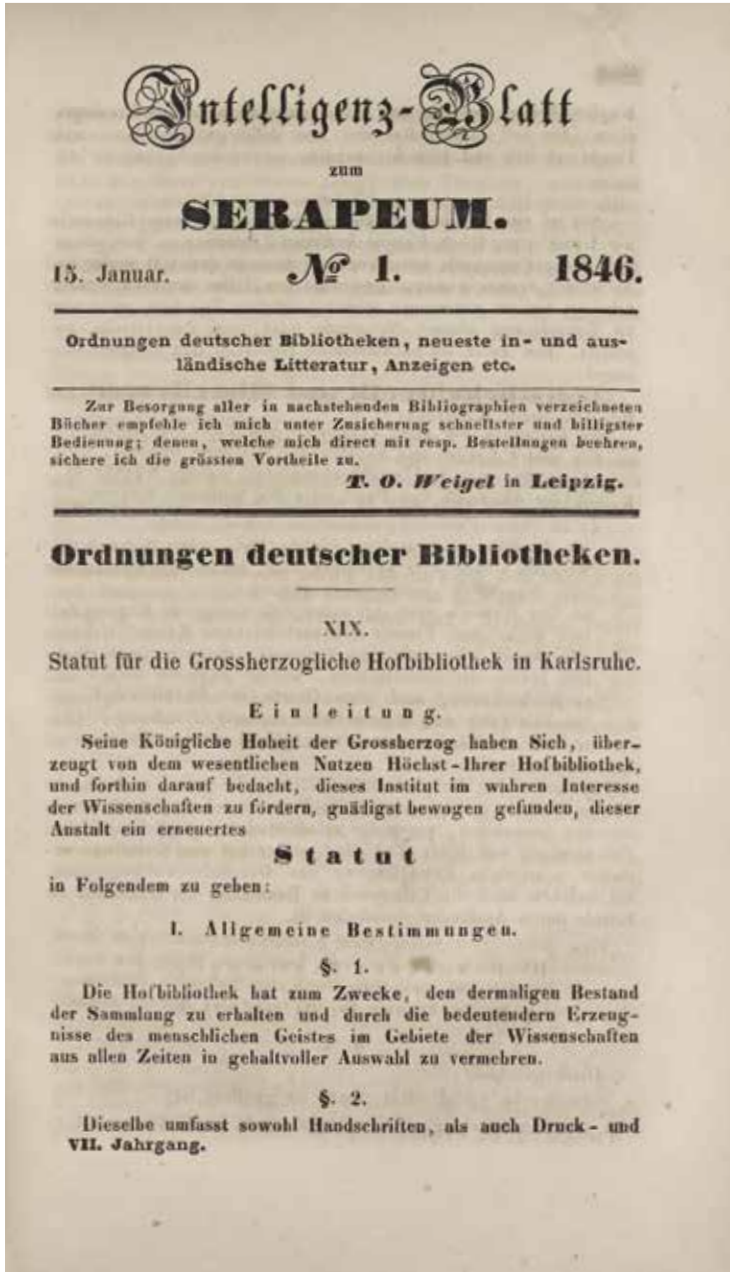 Intelligenz-Blatt
zum
SERAPEUM.
15. Januar. № 1. 1846.
Ordnungen deutscher Bibliotheken, neueste in- und aus-
ländische Litteratur, Anzeigen etc.
Zur Besorgung aller in nachstehenden Bibliographien verzeichneten
Bücher empfehle ich mich unter Zusicherung schnellster und billigster
Bedienung; denen, welche mich direct mit resp. Bestellungen beehren,
sichere ich die grössten Vortheile zu.
T. O. Weigel in Leipzig.
Ordnungen deutscher Bibliotheken.
XIX.
Statut für die Grossherzogliche Hofbibliothek in Karlsruhe.
Einleitung.
Seine Königliche Hoheit der Grossherzog haben Sich, über-
zeugt von dem wesentlichen Nutzen Höchst-Ihrer Hofbibliothek,
und forthin darauf bedacht, dieses Institut im wahren Interesse
der Wissenschaften zu fördern, gnädigst bewogen gefunden, dieser
Anstalt ein erneuertes
Statut
in Folgendem zu geben:
I. Allgemeine Bestimmungen.
§. 1.
Die Hofbibliothek hat zum Zwecke, den dermaligen Bestand
der Sammlung zu erhalten und durch die bedeutendern Erzeug-
nisse des menschlichen Geistes im Gebiete der Wissenschaften
aus allen Zeiten in gehaltvoller Auswahl zu vermehren.
§. 2.
Dieselbe umfasst sowohl Handschriften, als auch Druck- und
VII. Jahrgang.